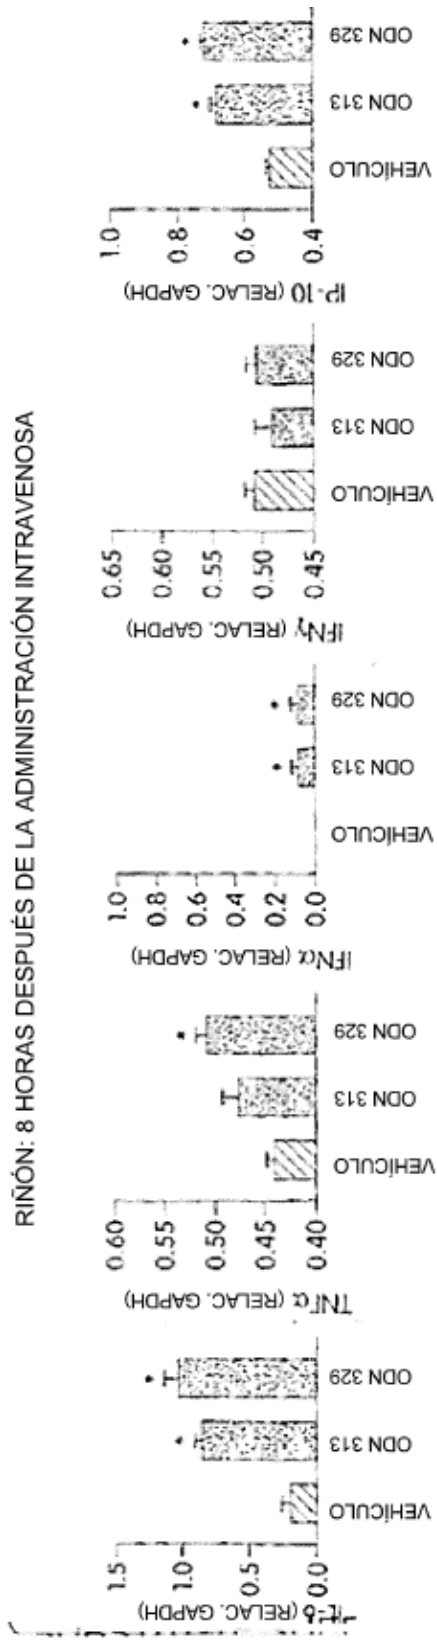 RIÑÓN: 8 HORAS DESPUÉS DE LA ADMINISTRACIÓN INTRAVENOSA
IL-6 (RELAC. GAPDH)
1.5
1.0
0.5
0.0
VEHÍCULO
ODN 313
ODN 329
TNFα (RELAC. GAPDH)
0.60
0.55
0.50
0.45
0.40
VEHÍCULO
ODN 313
ODN 329
IFNα (RELAC. GAPDH)
1.0
0.8
0.6
0.4
0.2
0.0
VEHÍCULO
ODN 313
ODN 329
IFNγ (RELAC. GAPDH)
0.65
0.60
0.55
0.50
0.45
VEHÍCULO
ODN 313
ODN 329
IP-10 (RELAC. GAPDH)
1.0
0.8
0.6
0.4
VEHÍCULO
ODN 313
ODN 329